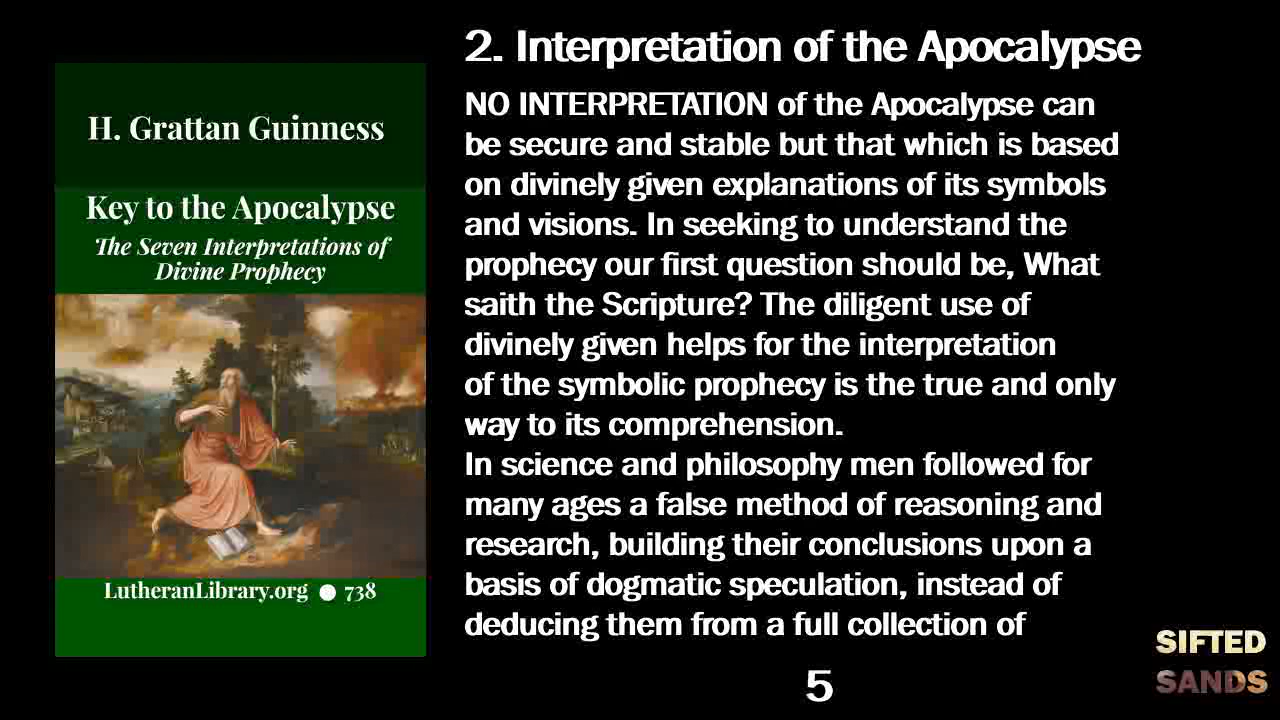 H. Grattan Guinness
Key to the Apocalypse
The Seven Interpretations of
Divine Prophecy
LutheranLibrary.org ● 738
2. Interpretation of the Apocalypse
NO INTERPRETATION of the Apocalypse can
be secure and stable but that which is based
on divinely given explanations of its symbols
and visions. In seeking to understand the
prophecy our first question should be, What
saith the Scripture? The diligent use of
divinely given helps for the interpretation
of the symbolic prophecy is the true and only
way to its comprehension.
In science and philosophy men followed for
many ages a false method of reasoning and
research, building their conclusions upon a
basis of dogmatic speculation, instead of
deducing them from a full collection of
5
SIFTED
SANDS